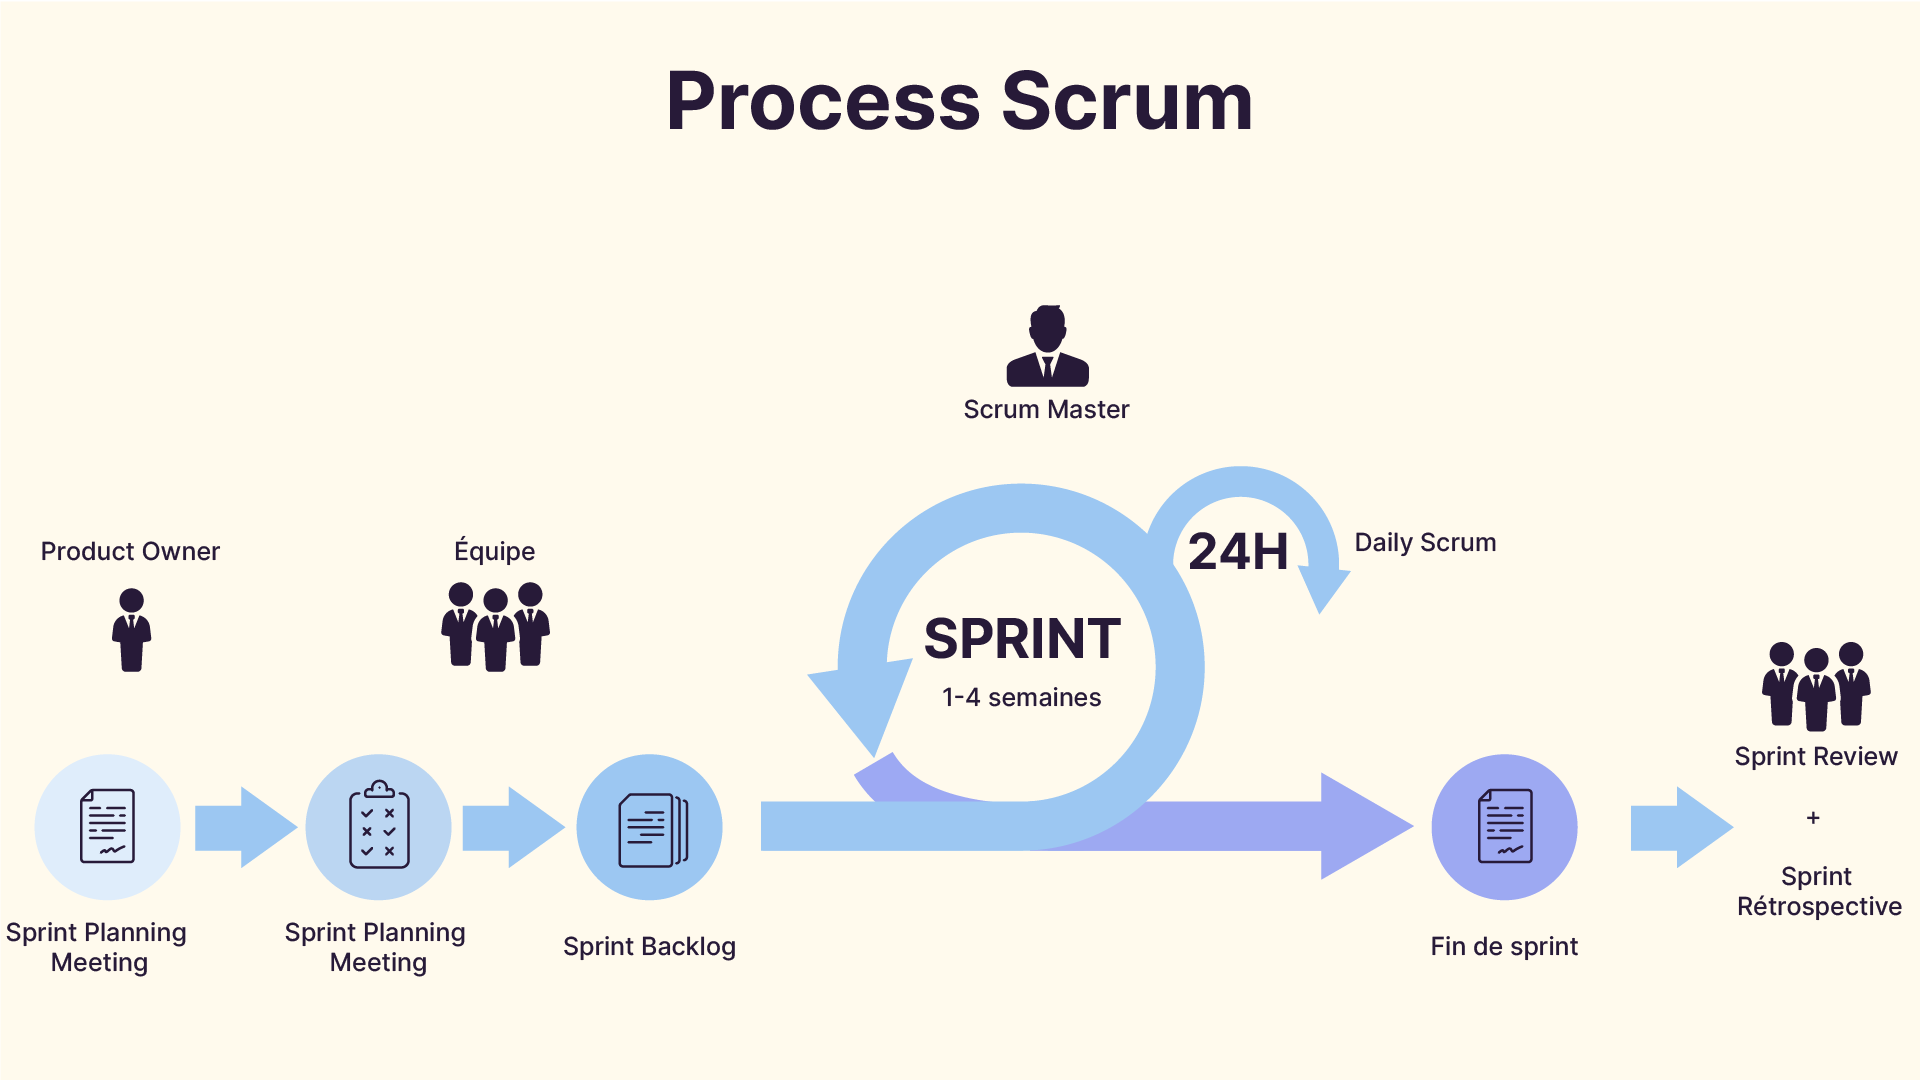 Process Scrum
Scrum Master
Product Owner
Équipe
24H
Daily Scrum
SPRINT
1-4 semaines
Sprint Review
+
Sprint
Rétrospective
Sprint Planning
Meeting
Sprint Planning
Meeting
Sprint Backlog
Fin de sprint